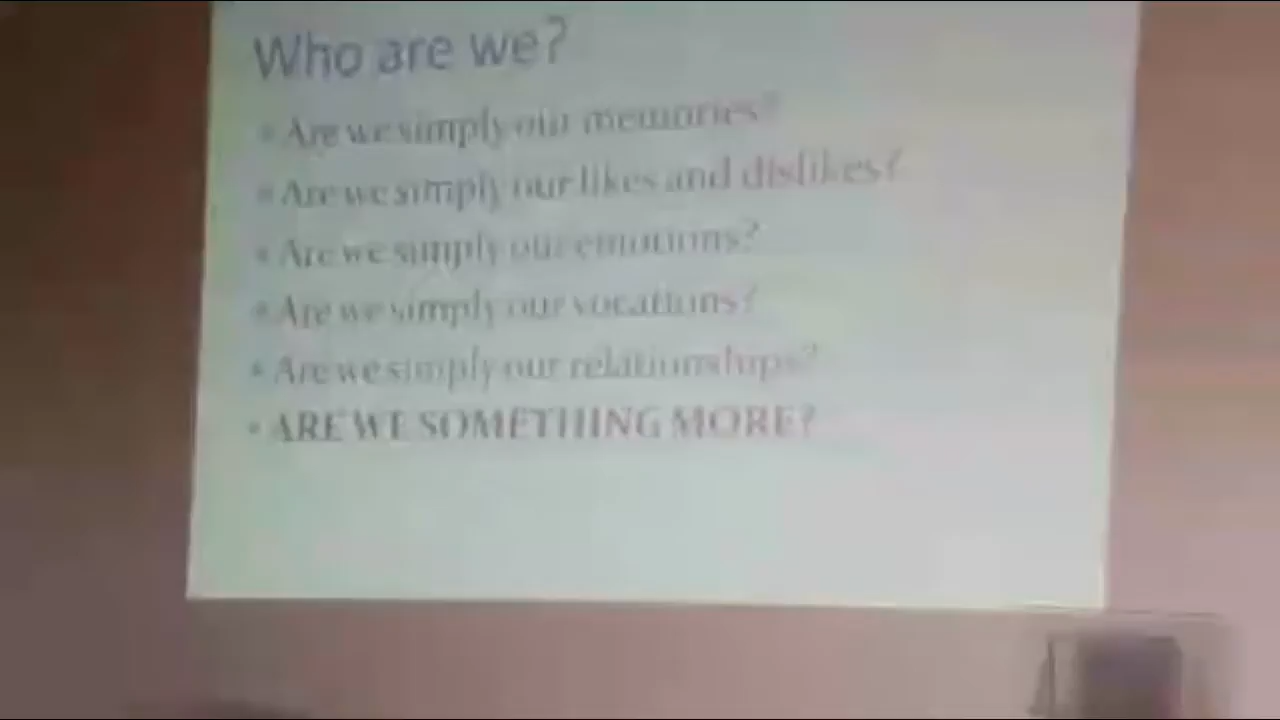 Who are we?
• Are we simply our memories?
• Are we simply our likes and dislikes?
• Are we simply our emotions?
• Are we simply our vocations?
• Are we simply our relationships?
• ARE WE SOMETHING MORE?